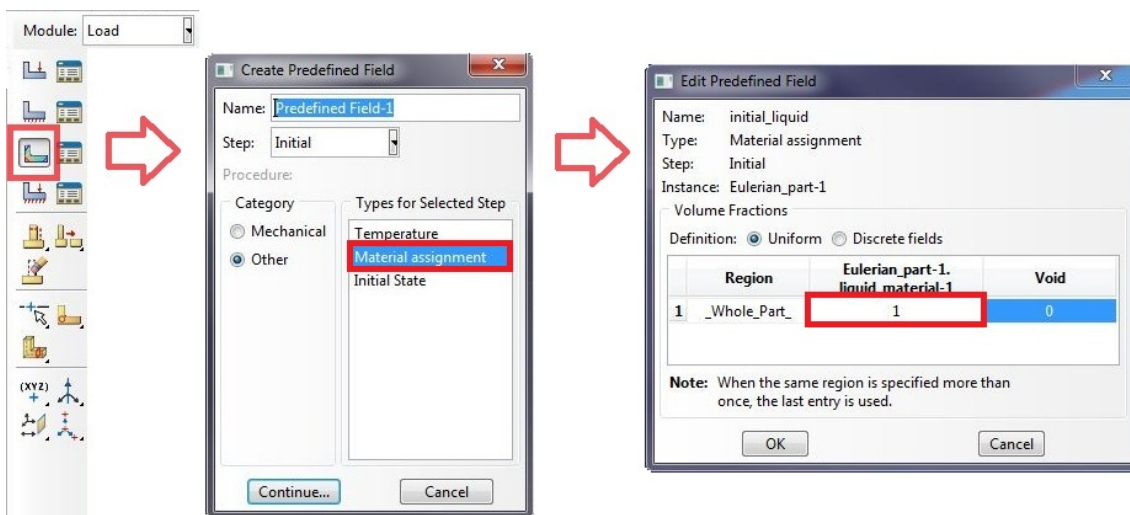 Module: Load
(XYZ)
Create Predefined Field
Name: Predefined Field-1
Step: Initial
Procedure:
Category
Mechanical
Other
Types for Selected Step
Temperature
Material assignment
Initial State
Continue...
Cancel
Edit Predefined Field
Name: initial_liquid
Type: Material assignment
Step: Initial
Instance: Eulerian_part-1
Volume Fractions
Definition: Uniform Discrete fields
Region
Eulerian_part-1.
liquid_material-1
Void
1 _Whole_Part_ 1 0
Note: When the same region is specified more than
once, the last entry is used.
OK Cancel